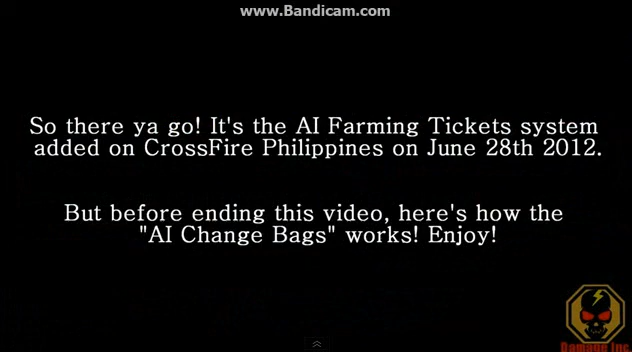 www.Bandicam.com
So there ya go! It's the AI Farming Tickets system
added on CrossFire Philippines on June 28th 2012.
But before ending this video, here's how the
"AI Change Bags" works! Enjoy!
Damage Inc